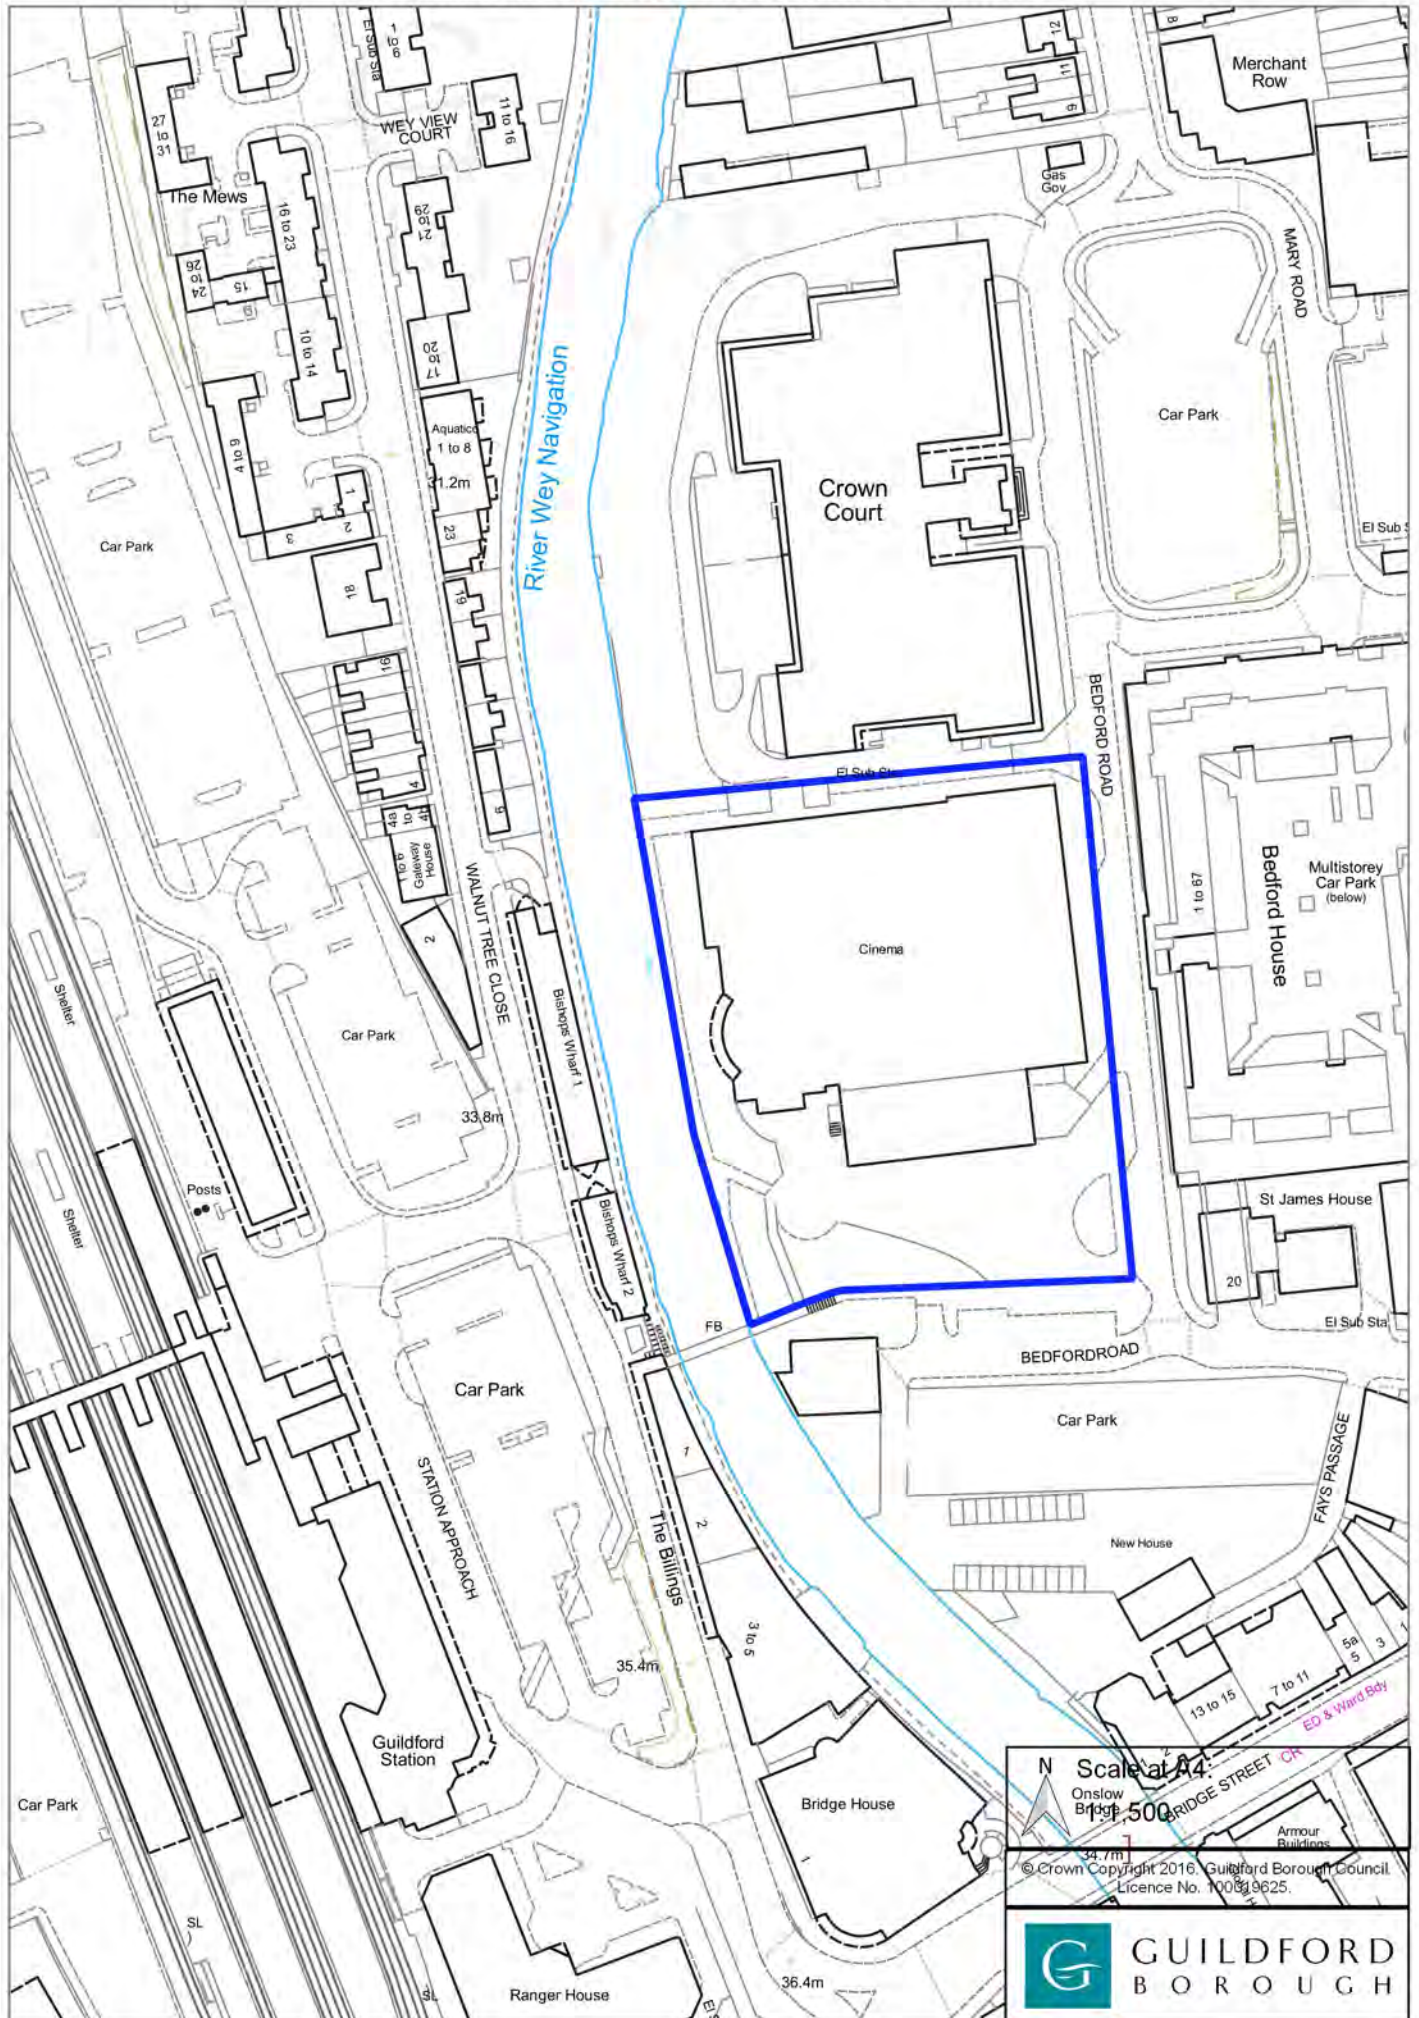 1 to 6
El Sub Sta
12
11
9
8
Merchant
Row
27
to
31
WEY VIEW
COURT
11 to 16
The Mews
16 to 23
21
to
29
Gas
Gov
MARY ROAD
24
to
26
15
10 to 14
17
to
20
River Wey Navigation
4 to 9
Aquatico
1 to 8
31.2m
Car Park
Crown
Court
1
2
3
23
El Sub S
Car Park
18
19
16
BEDFORD ROAD
El Sub Sta
4
4a
to
4b
1 to 6
Gateway
House
6
WALNUT TREE CLOSE
2
Cinema
1 to 67
Bedford House
Multistorey
Car Park
(below)
Shelter
Car Park
Bishops Wharf 1
33.8m
Posts
Shelter
Bishops Wharf 2
St James House
20
El Sub Sta
FB
BEDFORDROAD
Car Park
Car Park
1
2
STATION APPROACH
The Billings
FAYS PASSAGE
New House
3 to 5
35.4m
5a
5
3
1
7 to 11
13 to 15
ED & Ward Bdy
CR
Guildford
Station
Car Park
Bridge House
1
1
2
BRIDGE STREET
N
Scale at A4:
Onslow
Bridge
1:1,500
Armour
Buildings
34.7m
© Crown Copyright 2016. Guildford Borough Council.
Licence No. 100019625.
SL
SL
Ranger House
36.4m
El S
G
GUILDFORD
BOROUGH